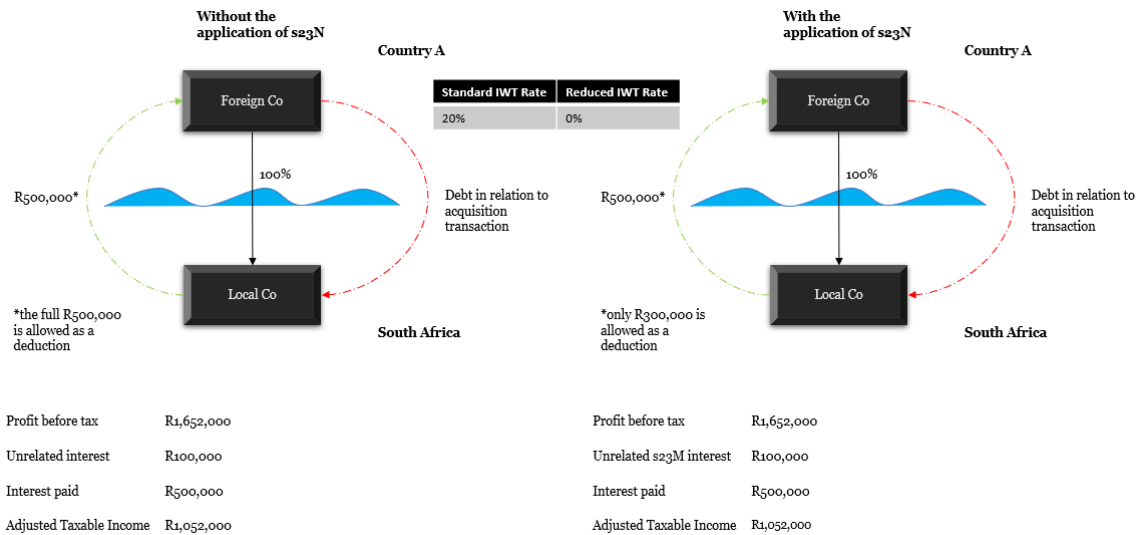 Without the
application of s23N
Country A
Foreign Co
100%
R500,000*
Debt in relation to
acquisition
transaction
Local Co
*the full R500,000
is allowed as a
deduction
South Africa
Standard IWT Rate Reduced IWT Rate
20% 0%
With the
application of s23N
Country A
Foreign Co
100%
R500,000*
Debt in relation to
acquisition
transaction
Local Co
*only R300,000 is
allowed as a
deduction
South Africa
Profit before tax R1,652,000
Unrelated interest R100,000
Interest paid R500,000
Adjusted Taxable Income R1,052,000
Profit before tax R1,652,000
Unrelated s23M interest R100,000
Interest paid R500,000
Adjusted Taxable Income R1,052,000